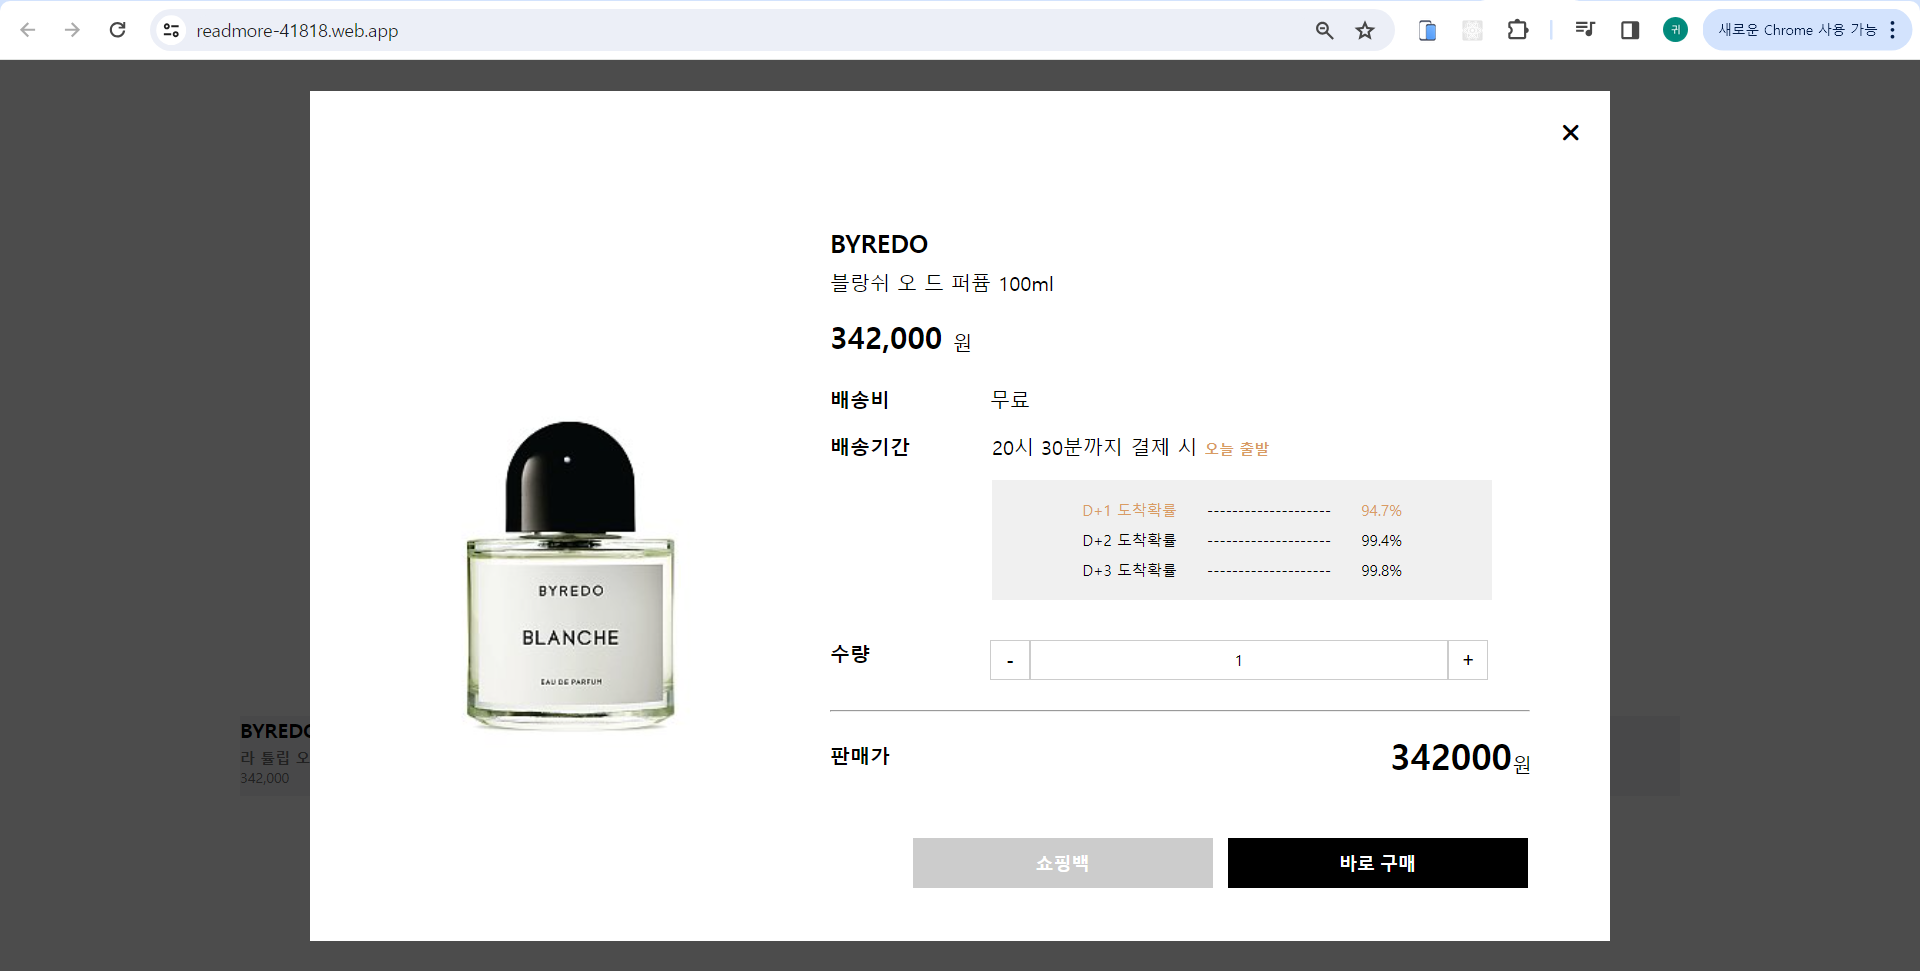 readmore-41818.web.app
귀
새로운 Chrome 사용 가능
BYREDO
블랑쉬 오 드 퍼퓸 100ml
342,000 원
배송비 무료
배송기간 20시 30분까지 결제 시 오늘 출발
D+1 도착확률 -------------------- 94.7%
D+2 도착확률 -------------------- 99.4%
D+3 도착확률 -------------------- 99.8%
BYREDO
BLANCHE
EAU DE PARFUM
수량 - 1 +
BYREDO
라 튤립 오
342,000
판매가 342000원
쇼핑백 바로 구매